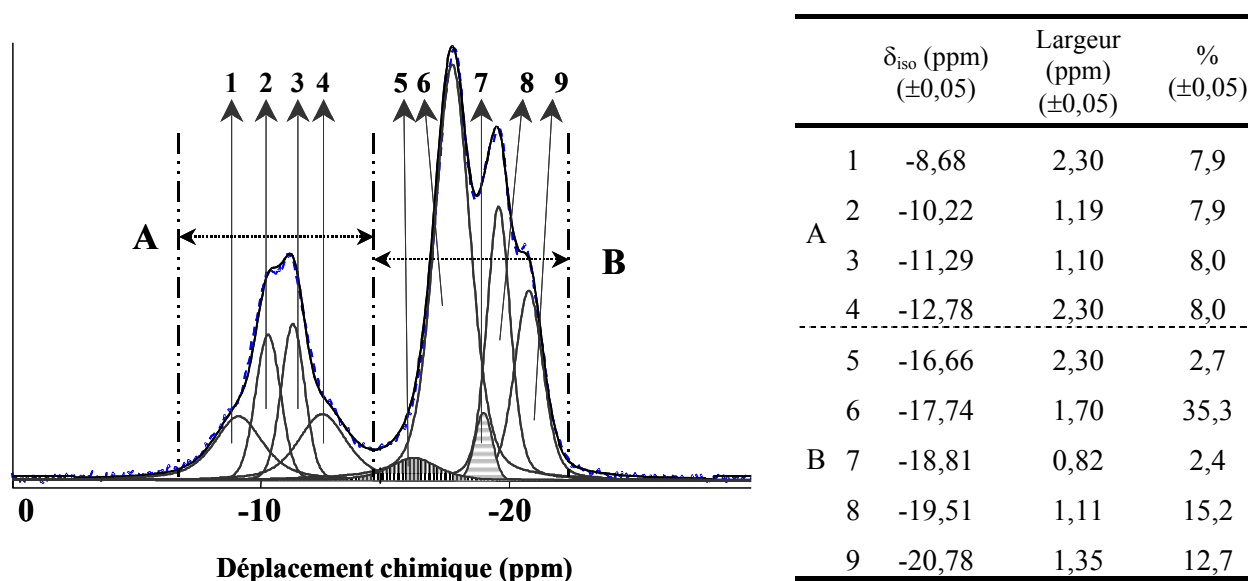 1 2 3 4 5 6 7 8 9
A
B
0 -10 -20
Déplacement chimique (ppm)
δiso (ppm) (±0,05) Largeur (ppm) (±0,05) % (±0,05)
A
1 -8,68 2,30 7,9
2 -10,22 1,19 7,9
3 -11,29 1,10 8,0
4 -12,78 2,30 8,0
B
5 -16,66 2,30 2,7
6 -17,74 1,70 35,3
7 -18,81 0,82 2,4
8 -19,51 1,11 15,2
9 -20,78 1,35 12,7